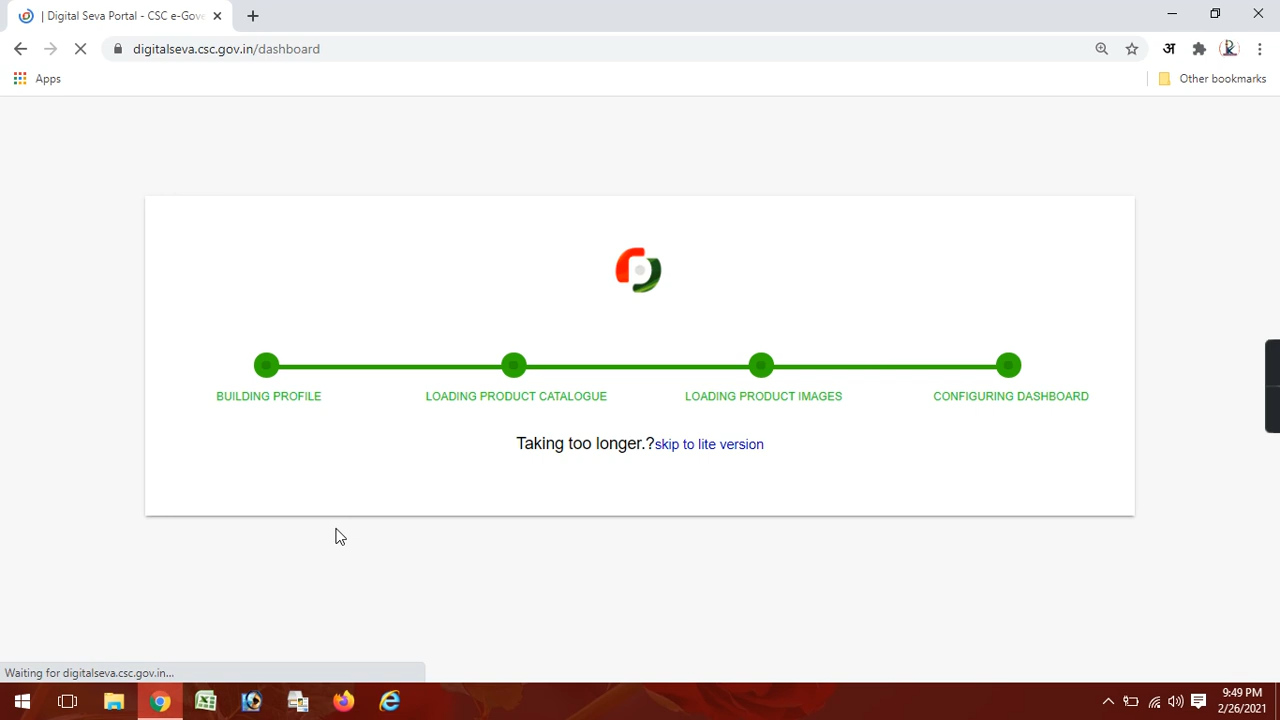 | Digital Seva Portal - CSC e-Gove
digitalseva.csc.gov.in/dashboard
अ
Apps
Other bookmarks
BUILDING PROFILE LOADING PRODUCT CATALOGUE LOADING PRODUCT IMAGES CONFIGURING DASHBOARD
Taking too longer.?skip to lite version
Waiting for digitalseva.csc.gov.in...
9:49 PM
2/26/2021